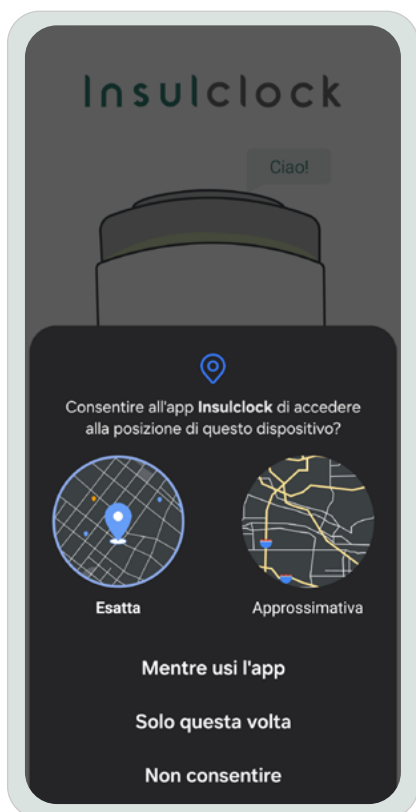 Insulclock
Ciao!
Consentire all'app Insulclock di accedere
alla posizione di questo dispositivo?
Esatta
Approssimativa
Mentre usi l'app
Solo questa volta
Non consentire